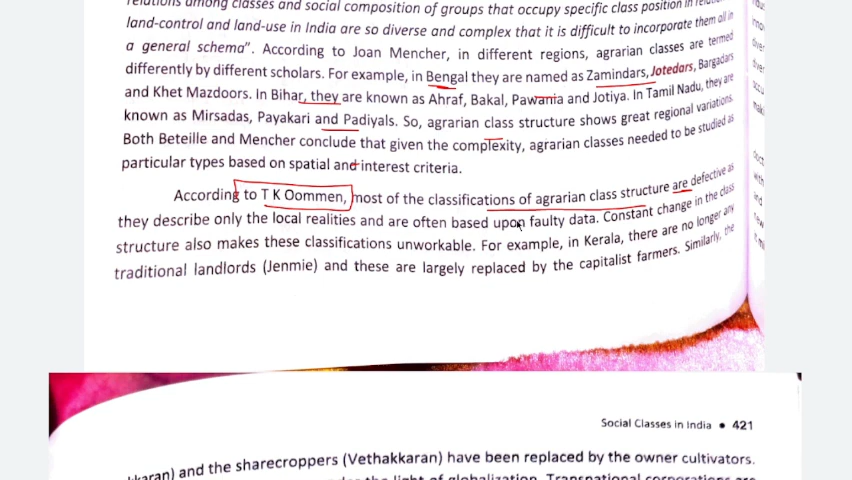 relations among classes and social composition of groups that occupy specific class position in
land-control and land-use in India are so diverse and complex that it is difficult to incorporate them all in
a general schema". According to Joan Mencher, in different regions, agrarian classes are termed
differently by different scholars. For example, in Bengal they are named as Zamindars, Jotedars, Bargadars
and Khet Mazdoors. In Bihar, they are known as Ahraf, Bakal, Pawania and Jotiya. In Tamil Nadu, they are
known as Mirsadas, Payakari and Padiyals. So, agrarian class structure shows great regional variations.
Both Beteille and Mencher conclude that given the complexity, agrarian classes needed to be studied as
particular types based on spatial and interest criteria.
According to T K Oommen, most of the classifications of agrarian class structure are defective as
they describe only the local realities and are often based upon faulty data. Constant change in the class
structure also makes these classifications unworkable. For example, in Kerala, there are no longer any
traditional landlords (Jenmie) and these are largely replaced by the capitalist farmers. Similarly, the
Social Classes in India • 421
and the sharecroppers (Vethakkaran) have been replaced by the owner cultivators.
the light of globalization. Transnational corporations are